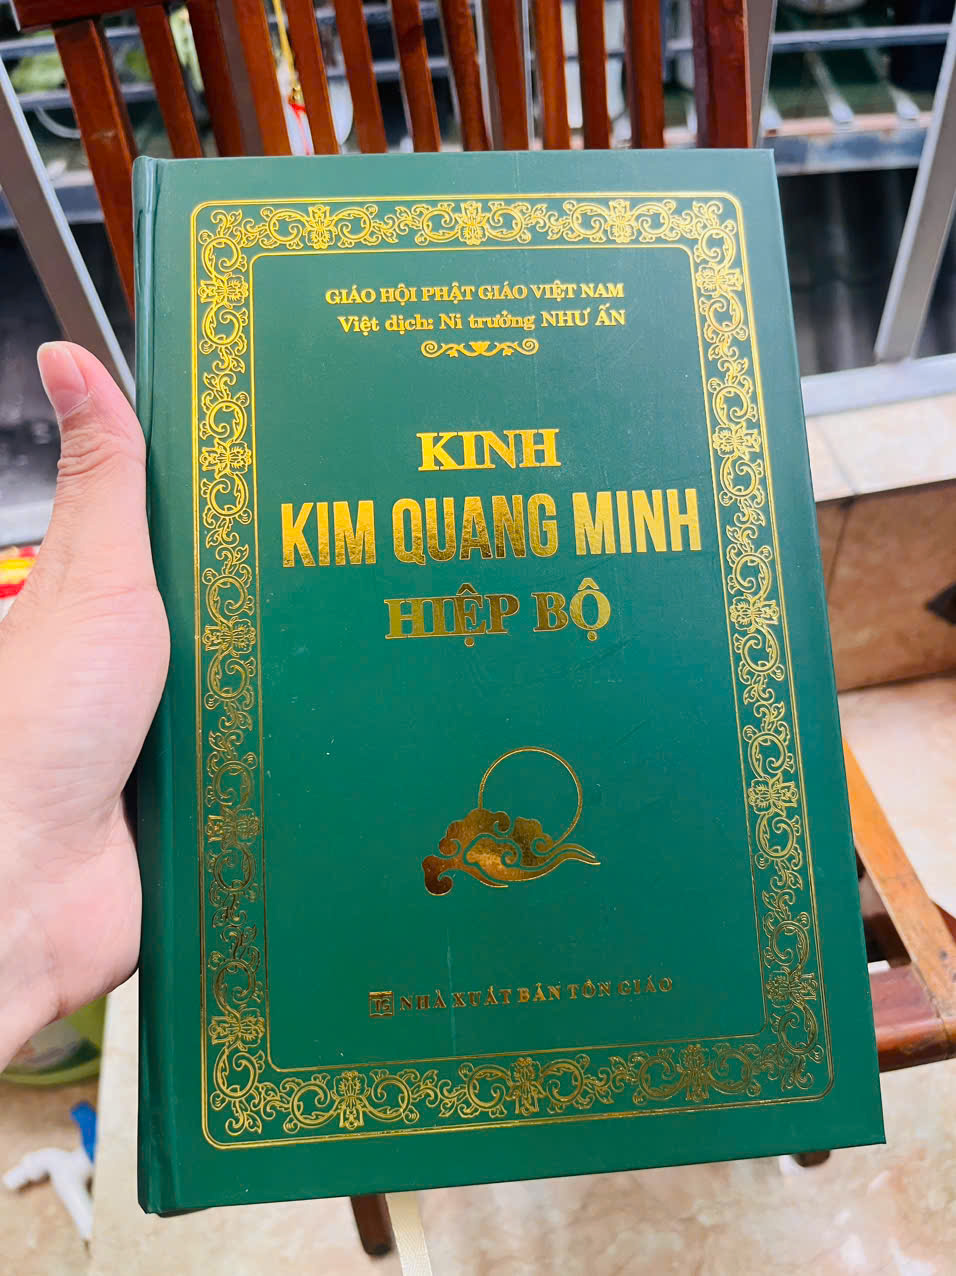 GIÁO HỘI PHẬT GIÁO VIỆT NAM
Việt dịch: Ni trưởng NHƯ ẤN
KINH
KIM QUANG MINH
HIỆP BỘ
TG NHÀ XUẤT BẢN TÔN GIÁO